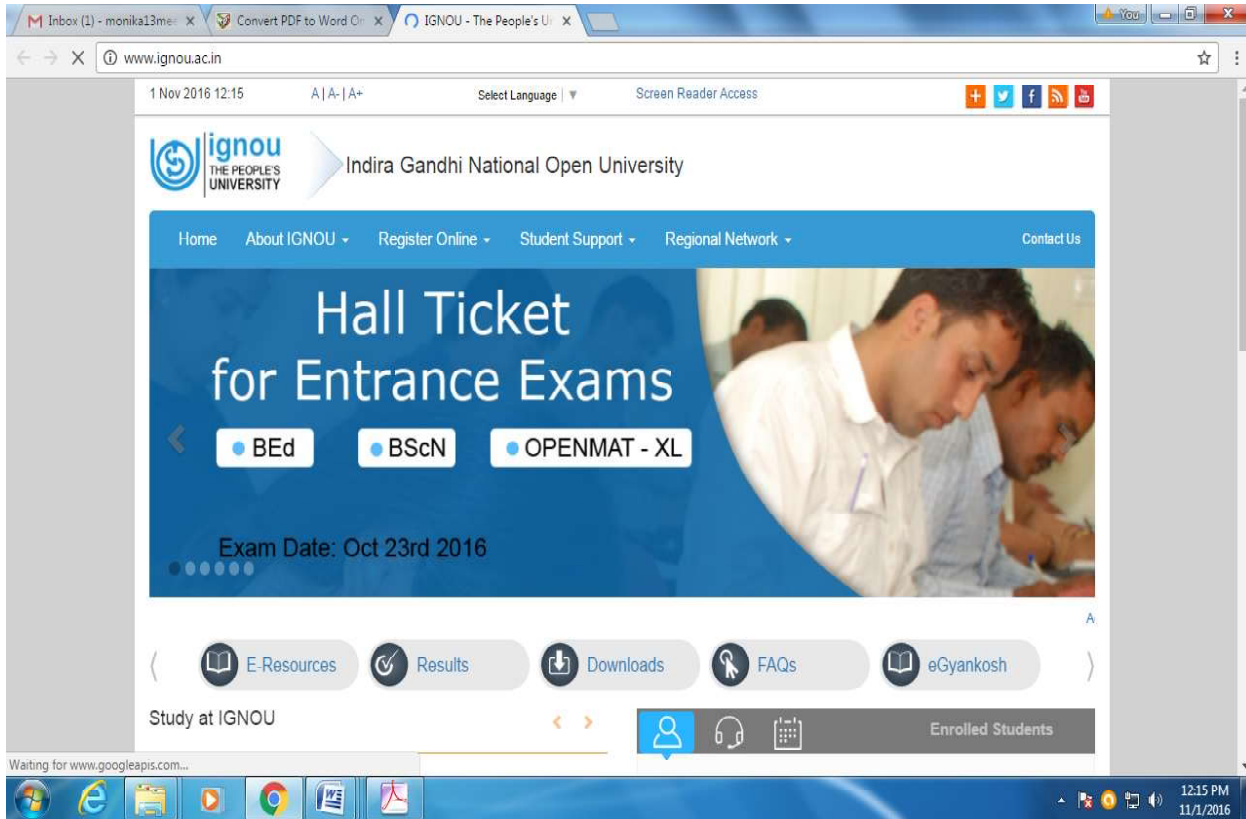 Inbox (1) - monika13mee
Convert PDF to Word On
IGNOU - The People's Un
You
www.ignou.ac.in
1 Nov 2016 12:15 A | A- | A+ Select Language ▼ Screen Reader Access
ignou
THE PEOPLE'S
UNIVERSITY
Indira Gandhi National Open University
Home About IGNOU Register Online Student Support Regional Network Contact Us
Hall Ticket
for Entrance Exams
BEd BScN OPENMAT - XL
Exam Date: Oct 23rd 2016
A
E-Resources Results Downloads FAQs eGyankosh
Study at IGNOU
Enrolled Students
Waiting for www.googleapis.com...
12:15 PM
11/1/2016